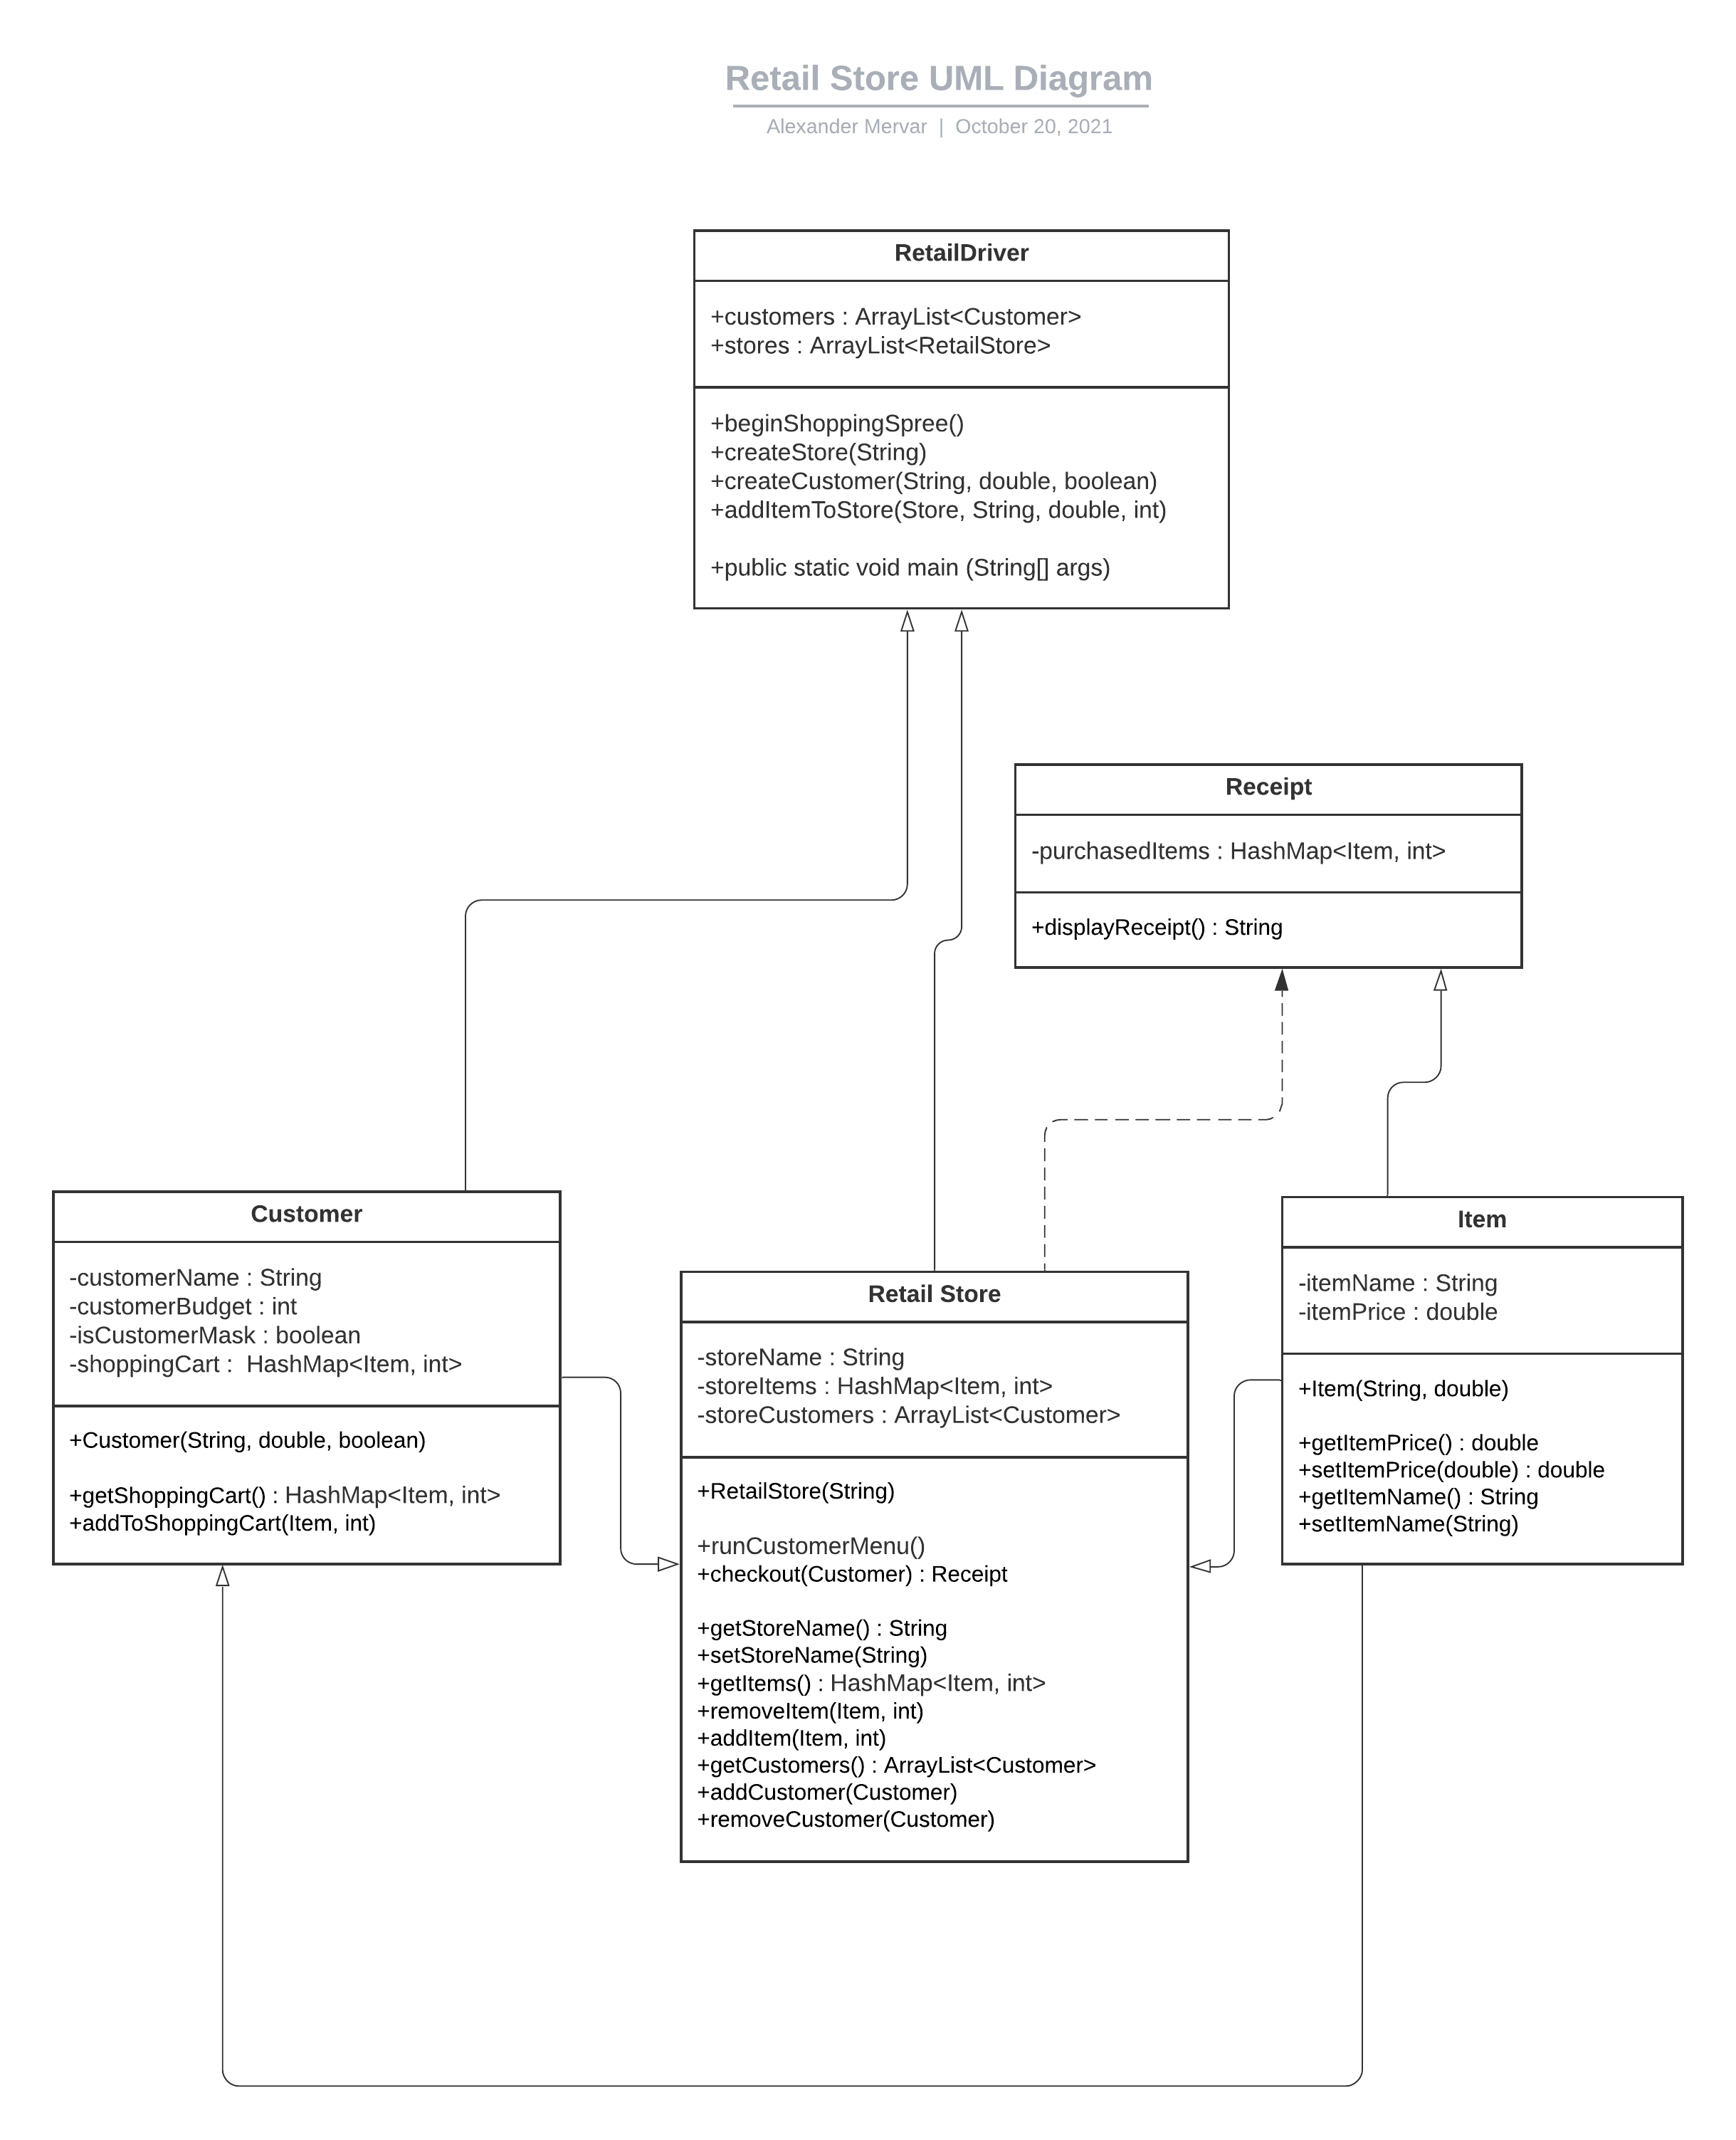 Retail Store UML Diagram
Alexander Mervar | October 20, 2021
RetailDriver
+customers : ArrayList<Customer>
+stores : ArrayList<RetailStore>
+beginShoppingSpree()
+createStore(String)
+createCustomer(String, double, boolean)
+addItemToStore(Store, String, double, int)
+public static void main (String[] args)
Receipt
-purchasedItems : HashMap<Item, int>
+displayReceipt() : String
Customer
-customerName : String
-customerBudget : int
-isCustomerMask : boolean
-shoppingCart :  HashMap<Item, int>
+Customer(String, double, boolean)
+getShoppingCart() : HashMap<Item, int>
+addToShoppingCart(Item, int)
Retail Store
-storeName : String
-storeItems : HashMap<Item, int>
-storeCustomers : ArrayList<Customer>
+RetailStore(String)
+runCustomerMenu()
+checkout(Customer) : Receipt
+getStoreName() : String
+setStoreName(String)
+getItems() : HashMap<Item, int>
+removeItem(Item, int)
+addItem(Item, int)
+getCustomers() : ArrayList<Customer>
+addCustomer(Customer)
+removeCustomer(Customer)
Item
-itemName : String
-itemPrice : double
+Item(String, double)
+getItemPrice() : double
+setItemPrice(double) : double
+getItemName() : String
+setItemName(String)